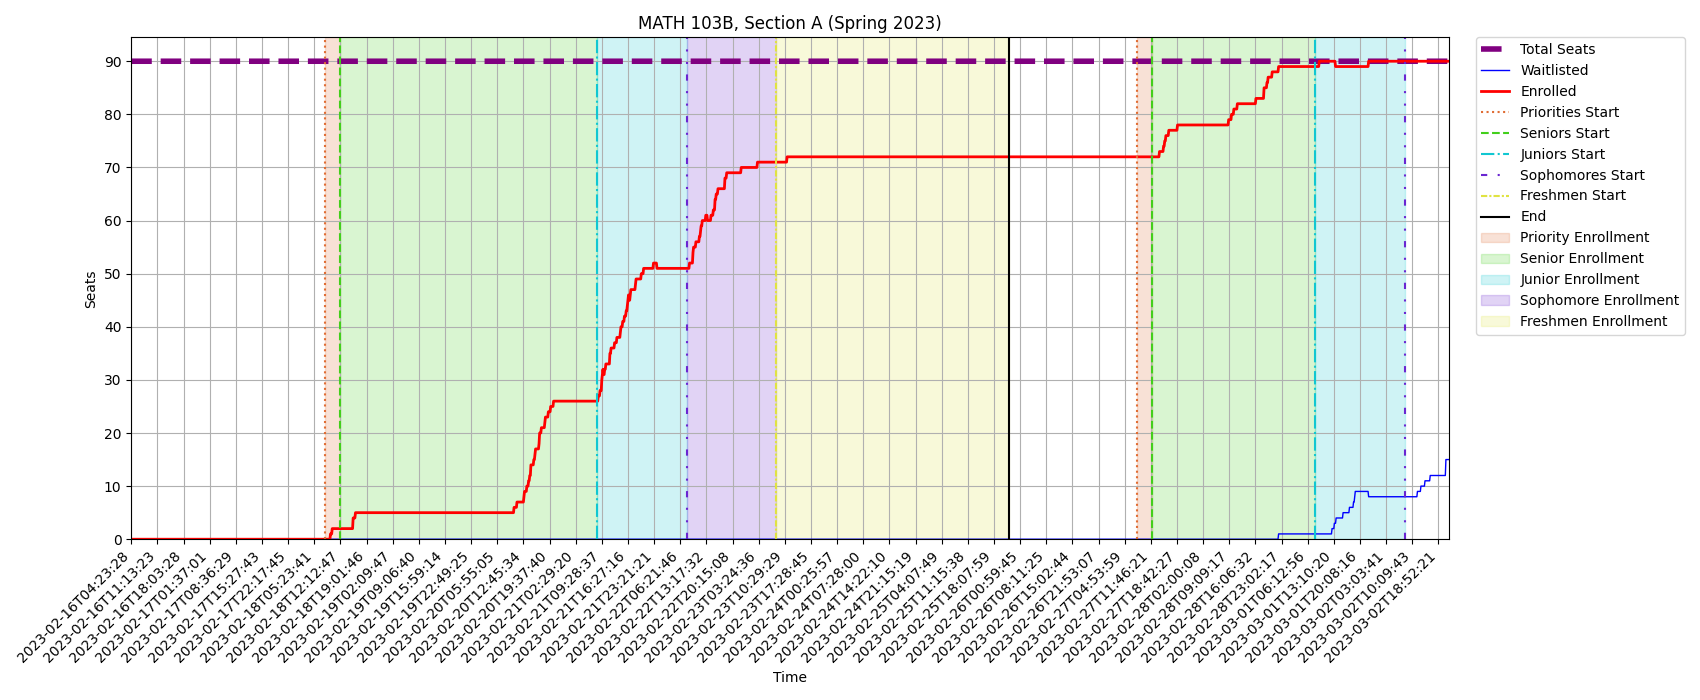 MATH 103B, Section A (Spring 2023)
Total Seats
Waitlisted
Enrolled
Priorities Start
Seniors Start
Juniors Start
Sophomores Start
Freshmen Start
End
Priority Enrollment
Senior Enrollment
Junior Enrollment
Sophomore Enrollment
Freshmen Enrollment
Seats
90
80
70
60
50
40
30
20
10
0
2023-02-16T04:23:28
2023-02-16T11:13:23
2023-02-16T18:03:28
2023-02-17T01:37:01
2023-02-17T08:36:29
2023-02-17T15:27:43
2023-02-17T22:17:45
2023-02-18T05:23:41
2023-02-18T12:12:47
2023-02-18T19:01:46
2023-02-19T02:09:47
2023-02-19T09:06:40
2023-02-19T15:59:14
2023-02-19T22:49:25
2023-02-20T05:55:05
2023-02-20T12:45:34
2023-02-20T19:37:40
2023-02-21T02:29:20
2023-02-21T09:28:37
2023-02-21T16:27:16
2023-02-21T23:21:21
2023-02-22T06:21:46
2023-02-22T13:17:32
2023-02-22T20:15:08
2023-02-23T03:24:36
2023-02-23T10:29:29
2023-02-23T17:28:45
2023-02-24T00:25:57
2023-02-24T07:28:00
2023-02-24T14:22:10
2023-02-24T21:15:19
2023-02-25T04:07:49
2023-02-25T11:15:38
2023-02-25T18:07:59
2023-02-26T00:59:45
2023-02-26T08:11:25
2023-02-26T15:02:44
2023-02-26T21:53:07
2023-02-27T04:53:59
2023-02-27T11:46:21
2023-02-27T18:42:27
2023-02-28T02:00:08
2023-02-28T09:09:17
2023-02-28T16:06:32
2023-02-28T23:02:17
2023-03-01T06:12:56
2023-03-01T13:10:20
2023-03-01T20:08:16
2023-03-02T03:03:41
2023-03-02T10:09:43
2023-03-02T18:52:21
Time